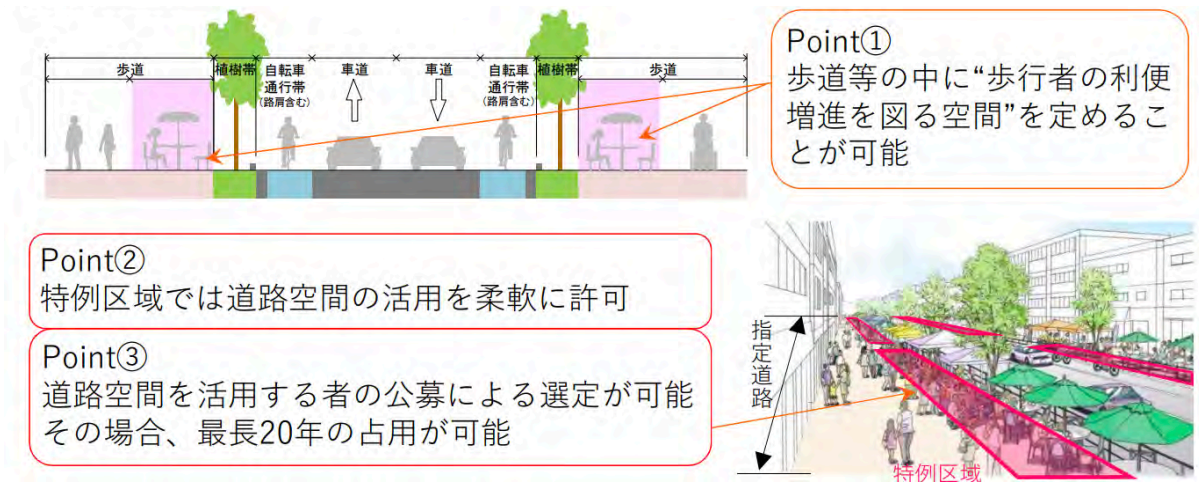 歩道
植樹帯
自転車
通行帯
(路肩含む)
車道
車道
自転車
通行帯
(路肩含む)
植樹帯
歩道
Point①
歩道等の中に“歩行者の利便
増進を図る空間”を定めるこ
とが可能
Point②
特例区域では道路空間の活用を柔軟に許可
Point③
道路空間を活用する者の公募による選定が可能
その場合、最長20年の占用が可能
指定道路
特例区域